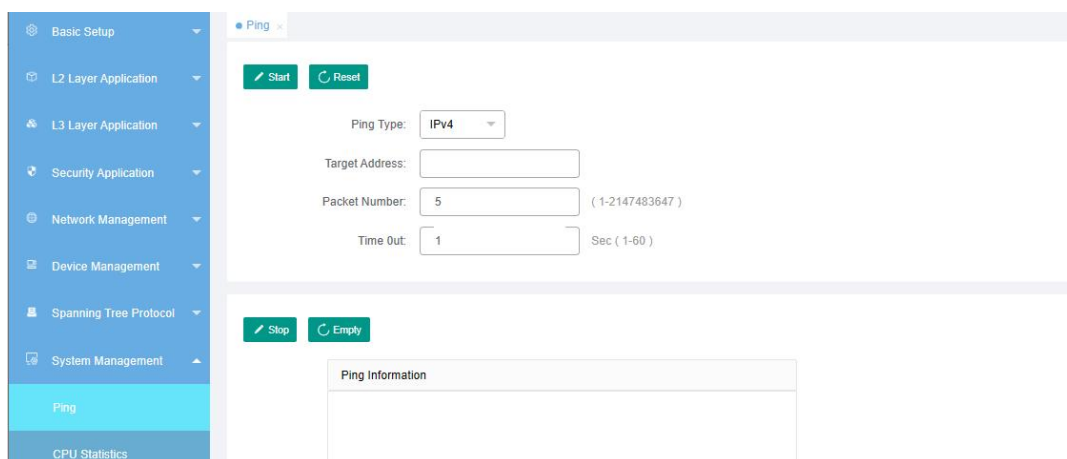 Basic Setup
L2 Layer Application
L3 Layer Application
Security Application
Network Management
Device Management
Spanning Tree Protocol
System Management
Ping
CPU Statistics
Ping ×
Start Reset
Ping Type: IPv4
Target Address:
Packet Number: 5 ( 1-2147483647 )
Time 0ut: 1 Sec ( 1-60 )
Stop Empty
Ping Information